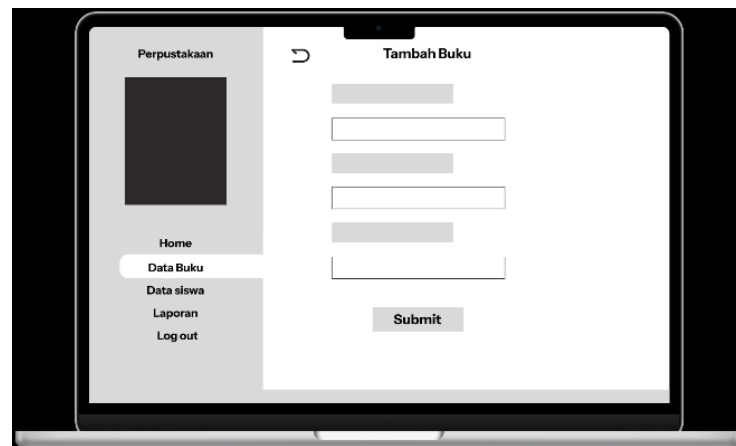 Perpustakaan
Tambah Buku
Home
Data Buku
Data siswa
Laporan
Log out
Submit